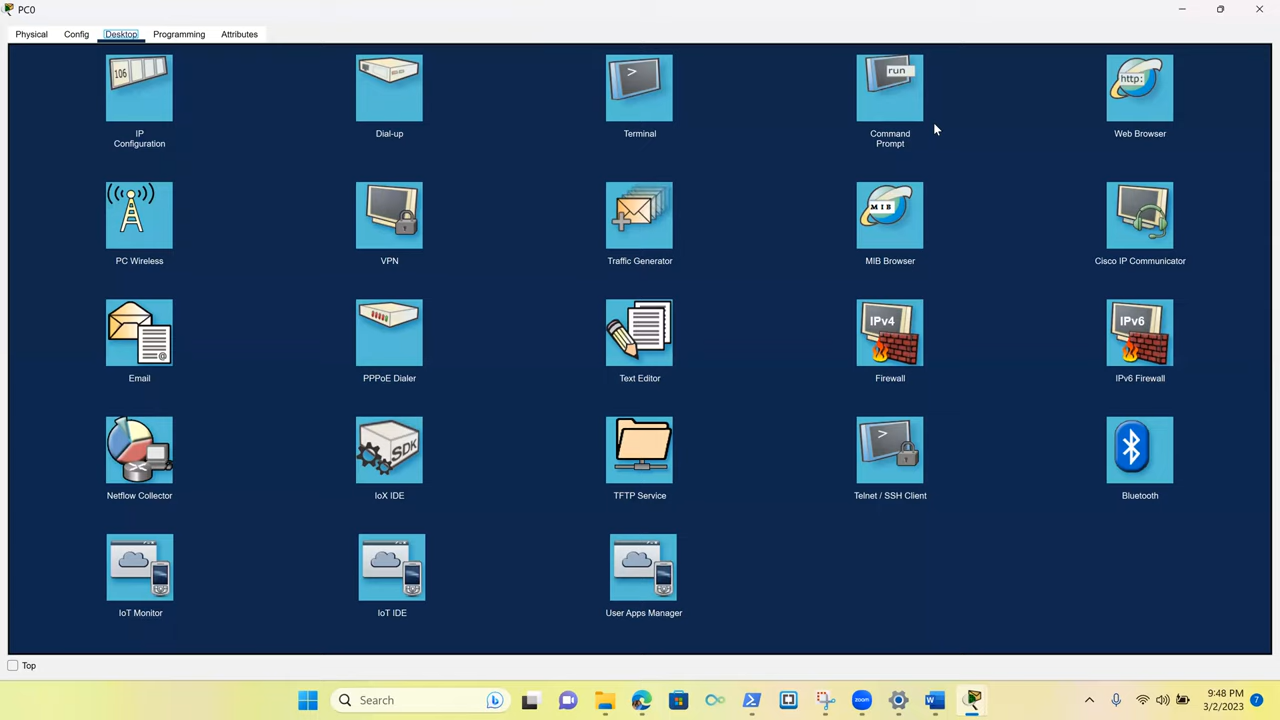 PC0
Physical Config Desktop Programming Attributes
106
>
run
http:
IP
Configuration
Dial-up
Terminal
Command
Prompt
Web Browser
MIB
PC Wireless
VPN
Traffic Generator
MIB Browser
Cisco IP Communicator
@
IPv4
IPv6
Email
PPPoE Dialer
Text Editor
Firewall
IPv6 Firewall
SDK
>
Netflow Collector
IoX IDE
TFTP Service
Telnet / SSH Client
Bluetooth
IoT Monitor
IoT IDE
User Apps Manager
Top
Search
zoom
W
9:48 PM
3/2/2023
7